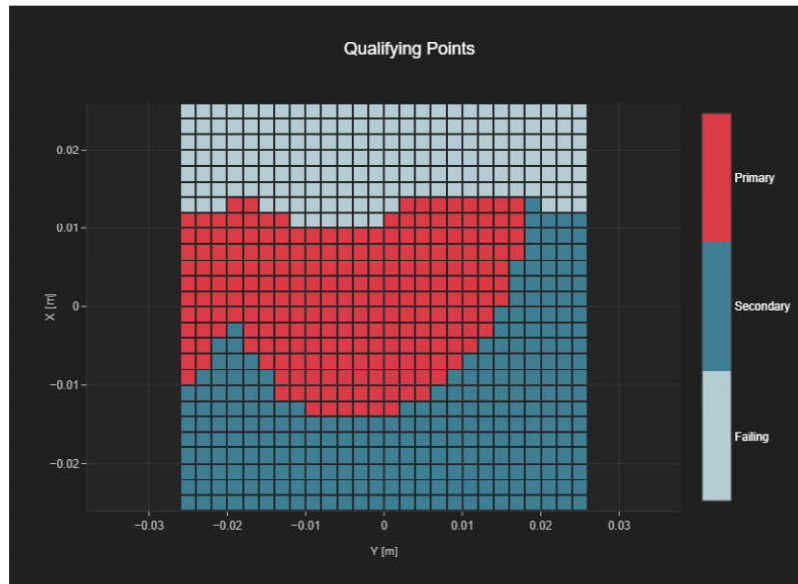 Qualifying Points
0.02
0.01
0
−0.01
−0.02
X [m]
−0.03
−0.02
−0.01
0
0.01
0.02
0.03
Y [m]
Primary
Secondary
Failing